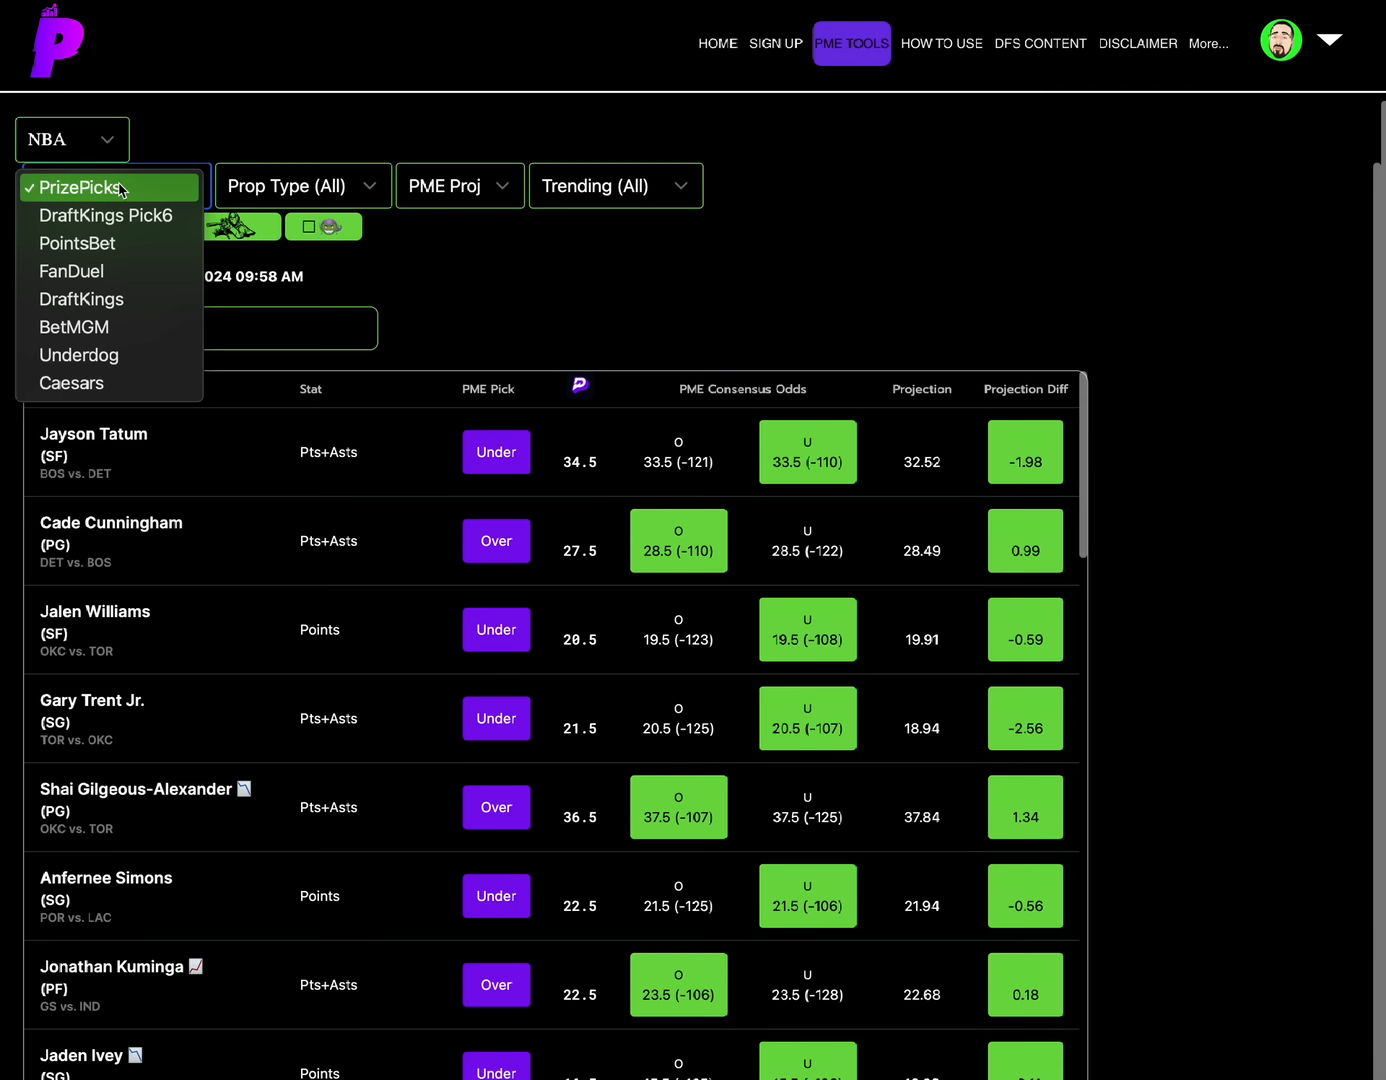 P
HOME SIGN UP PME TOOLS HOW TO USE DFS CONTENT DISCLAIMER More...
NBA
✓ PrizePicks
DraftKings Pick6
PointsBet
FanDuel
DraftKings
BetMGM
Underdog
Caesars
Prop Type (All) PME Proj Trending (All)
024 09:58 AM
Stat PME Pick P PME Consensus Odds Projection Projection Diff
Jayson Tatum
(SF)
BOS vs. DET
Pts+Asts Under 34.5
O
33.5 (-121)
U
33.5 (-110)
32.52 -1.98
Cade Cunningham
(PG)
DET vs. BOS
Pts+Asts Over 27.5
O
28.5 (-110)
U
28.5 (-122)
28.49 0.99
Jalen Williams
(SF)
OKC vs. TOR
Points Under 20.5
O
19.5 (-123)
U
19.5 (-108)
19.91 -0.59
Gary Trent Jr.
(SG)
TOR vs. OKC
Pts+Asts Under 21.5
O
20.5 (-125)
U
20.5 (-107)
18.94 -2.56
Shai Gilgeous-Alexander
(PG)
OKC vs. TOR
Pts+Asts Over 36.5
O
37.5 (-107)
U
37.5 (-125)
37.84 1.34
Anfernee Simons
(SG)
POR vs. LAC
Points Under 22.5
O
21.5 (-125)
U
21.5 (-106)
21.94 -0.56
Jonathan Kuminga
(PF)
GS vs. IND
Pts+Asts Over 22.5
O
23.5 (-106)
U
23.5 (-128)
22.68 0.18
Jaden Ivey
(SG)
Points Under
O
U